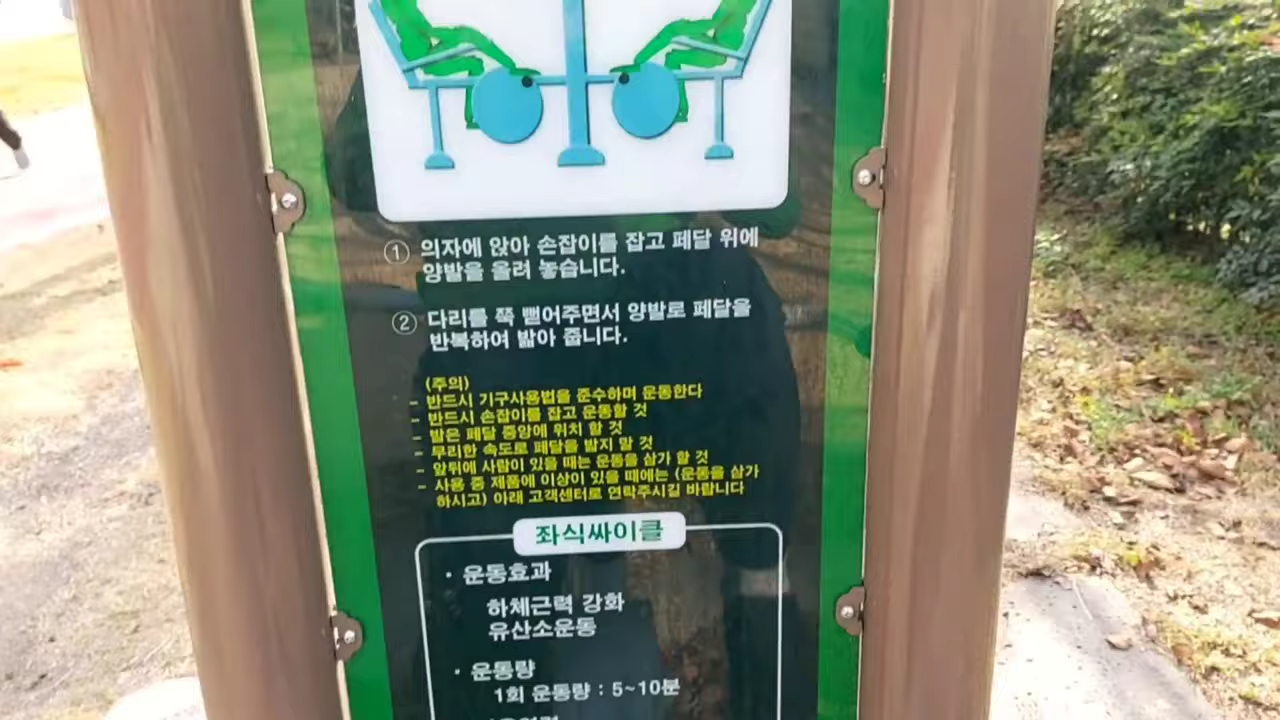 ① 의자에 앉아 손잡이를 잡고 페달 위에
양발을 올려 놓습니다.
② 다리를 쭉 뻗어주면서 양발로 페달을
반복하여 밟아 줍니다.
(주의)
- 반드시 기구사용법을 준수하며 운동한다
- 반드시 손잡이를 잡고 운동할 것
- 발은 페달 중앙에 위치 할 것
- 무리한 속도로 페달을 밟지 말 것
- 앞뒤에 사람이 있을 때는 운동을 삼가 할 것
- 사용 중 제품에 이상이 있을 때에는 (운동을 삼가
하시고) 아래 고객센터로 연락주시길 바랍니다
좌식싸이클
· 운동효과
하체근력 강화
유산소운동
· 운동량
1회 운동량 : 5~10분